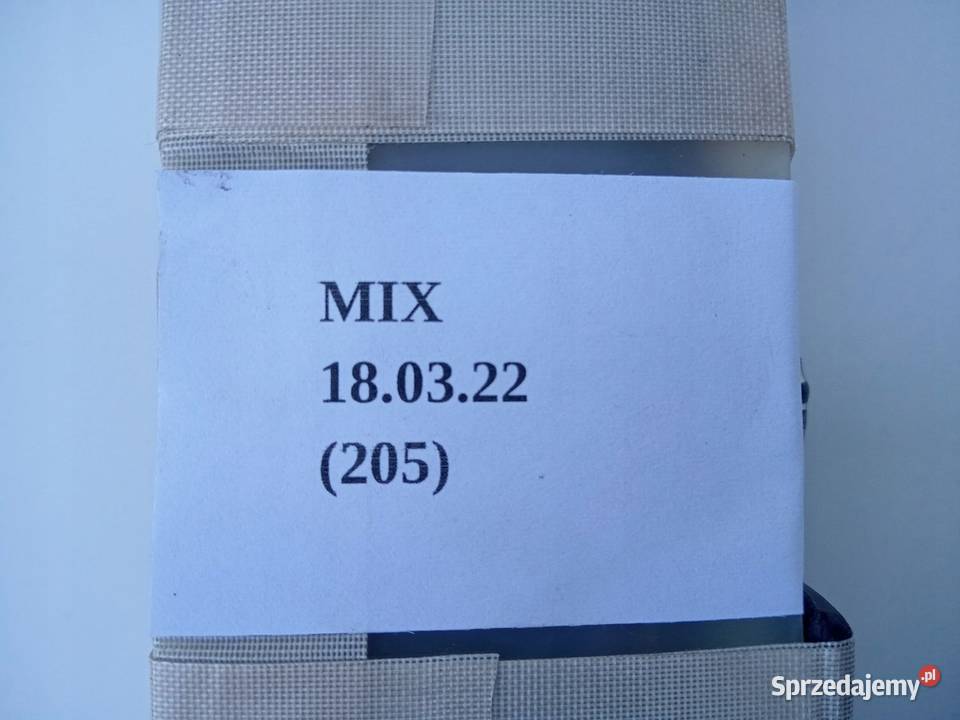 MIX
18.03.22
(205)
Sprzedajemy.pl